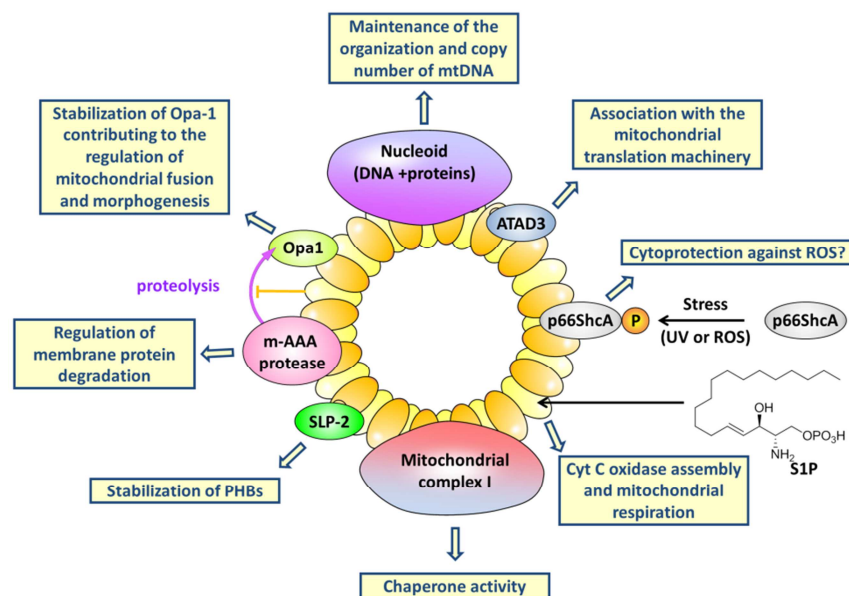 Maintenance of the
organization and copy
number of mtDNA
Stabilization of Opa-1
contributing to the
regulation of
mitochondrial fusion
and morphogenesis
Association with the
mitochondrial
translation machinery
Nucleoid
(DNA +proteins)
ATAD3
Opa1
Cytoprotection against ROS?
proteolysis
p66ShcA
P
Stress
(UV or ROS)
p66ShcA
Regulation of
membrane protein
degradation
m-AAA
protease
SLP-2
OH
OPO3H
NH2
S1P
Mitochondrial
complex I
Cyt C oxidase assembly
and mitochondrial
respiration
Stabilization of PHBs
Chaperone activity